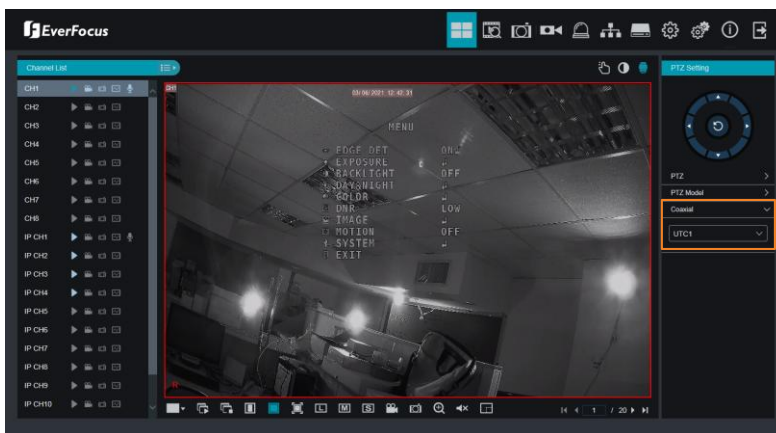 EverFocus
Channel List
PTZ Setting
CH1
CH2
CH3
CH4
CH5
CH6
CH7
CH8
IP CH1
IP CH2
IP CH3
IP CH4
IP CH5
IP CH6
IP CH7
IP CH8
IP CH9
IP CH10
CH1
03/06/2021 12:42:31
MENU
EDGE DET ON
EXPOSURE
BACKLIGHT OFF
DAY&NIGHT
COLOR
DNR LOW
IMAGE
MOTION OFF
SYSTEM
EXIT
R
PTZ
PTZ Model
Coaxial
UTC1
L M S
1 / 20